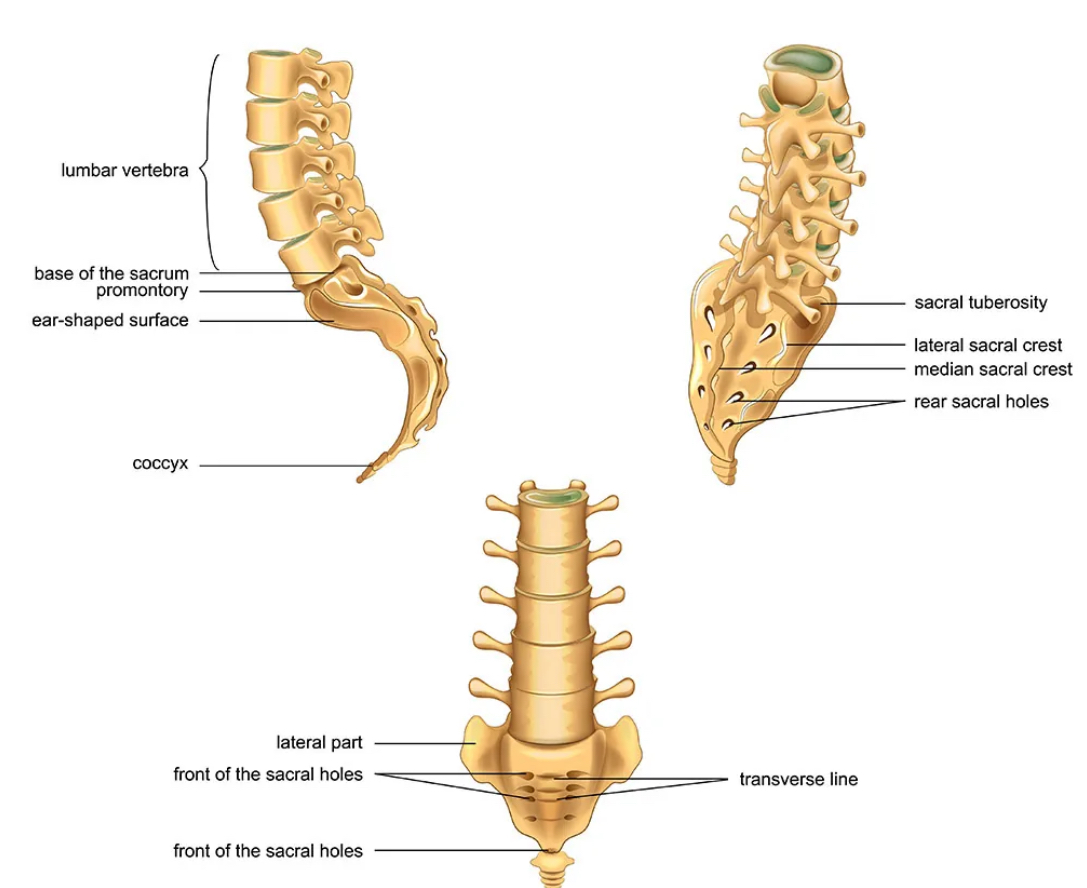 lumbar vertebra
base of the sacrum
promontory
ear-shaped surface
coccyx
sacral tuberosity
lateral sacral crest
median sacral crest
rear sacral holes
lateral part
front of the sacral holes
transverse line
front of the sacral holes